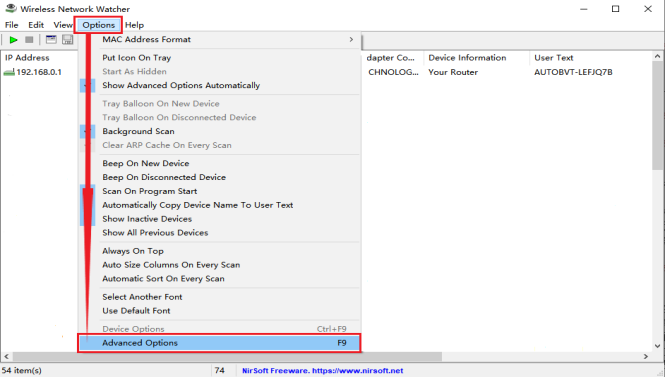 Wireless Network Watcher
File Edit View Options Help
MAC Address Format
IP Address dapter Co... Device Information User Text
Put Icon On Tray
192.168.0.1 CHNOLOG... Your Router AUTOBVT-LEFJQ7B
Start As Hidden
Show Advanced Options Automatically
Tray Balloon On New Device
Tray Balloon On Disconnected Device
Background Scan
Clear ARP Cache On Every Scan
Beep On New Device
Beep On Disconnected Device
Scan On Program Start
Automatically Copy Device Name To User Text
Show Inactive Devices
Show All Previous Devices
Always On Top
Auto Size Columns On Every Scan
Automatic Sort On Every Scan
Select Another Font
Use Default Font
Device Options Ctrl+F9
Advanced Options F9
54 item(s) 74 NirSoft Freeware. https://www.nirsoft.net